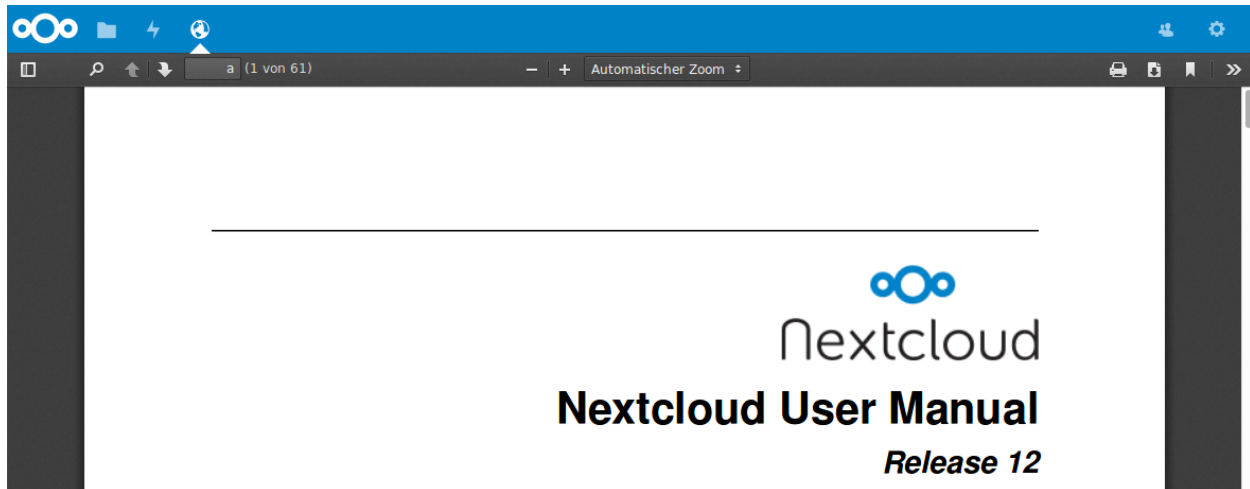 a (1 von 61)
Automatischer Zoom
Nextcloud
Nextcloud User Manual
Release 12